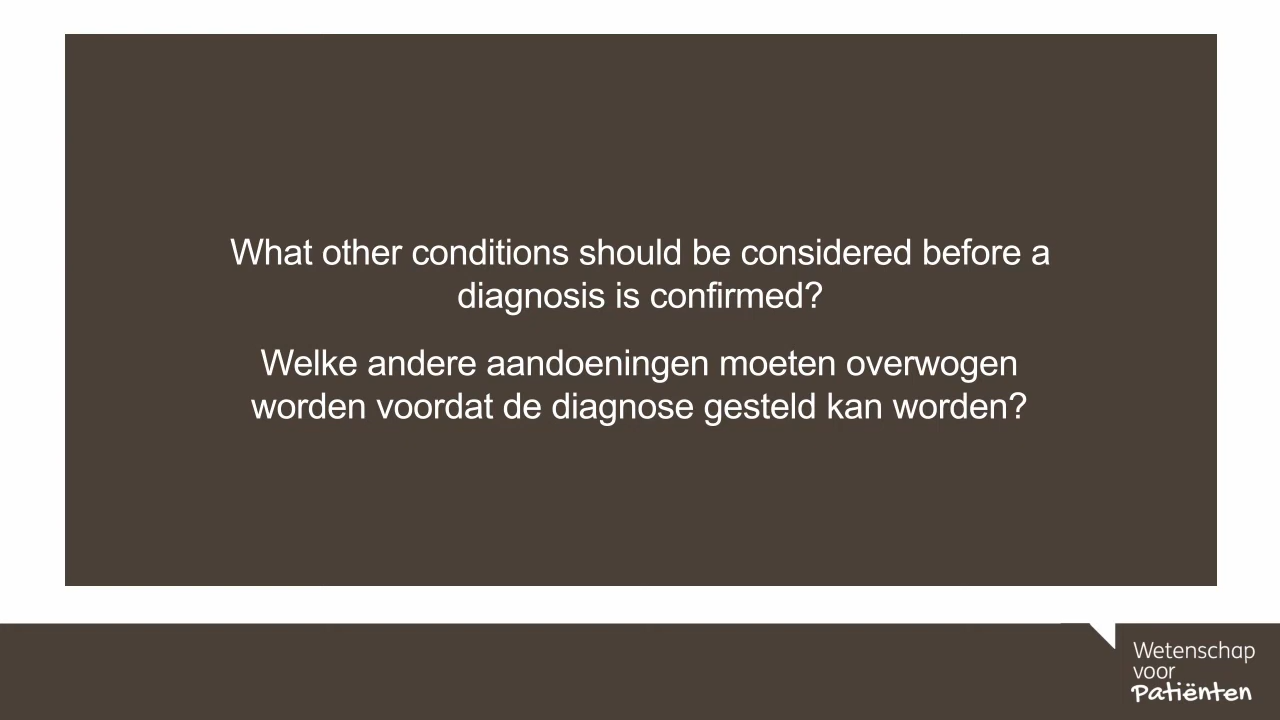 What other conditions should be considered before a
diagnosis is confirmed?
Welke andere aandoeningen moeten overwogen
worden voordat de diagnose gesteld kan worden?
Wetenschap
voor
Patiënten